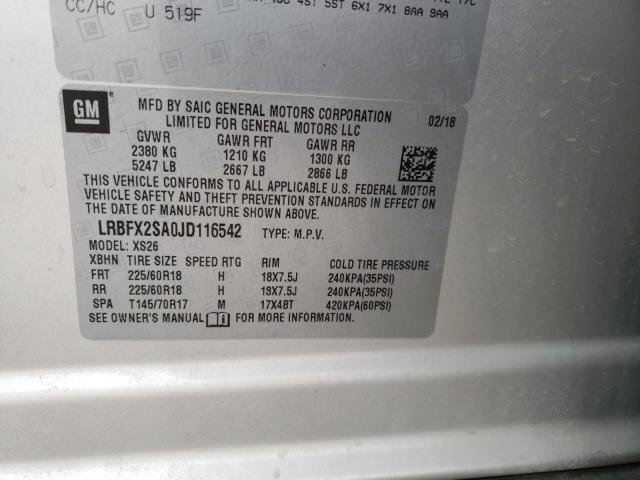 CC/HC U 519F
5ST 6X1 7X1 8AA 9AA
GM
MFD BY SAIC GENERAL MOTORS CORPORATION
LIMITED FOR GENERAL MOTORS LLC
02/18
GVWR GAWR FRT GAWR RR
2380 KG 1210 KG 1300 KG
5247 LB 2667 LB 2866 LB
THIS VEHICLE CONFORMS TO ALL APPLICABLE U.S. FEDERAL MOTOR
VEHICLE SAFETY AND THEFT PREVENTION STANDARDS IN EFFECT ON
THE DATE OF MANUFACTURE SHOWN ABOVE.
LRBFX2SA0JD116542 TYPE: M.P.V.
MODEL: XS26
XBHN TIRE SIZE SPEED RTG RIM COLD TIRE PRESSURE
FRT 225/60R18 H 18X7.5J 240KPA(35PSI)
RR 225/60R18 H 18X7.5J 240KPA(35PSI)
SPA T145/70R17 M 17X4BT 420KPA(60PSI)
SEE OWNER'S MANUAL FOR MORE INFORMATION.